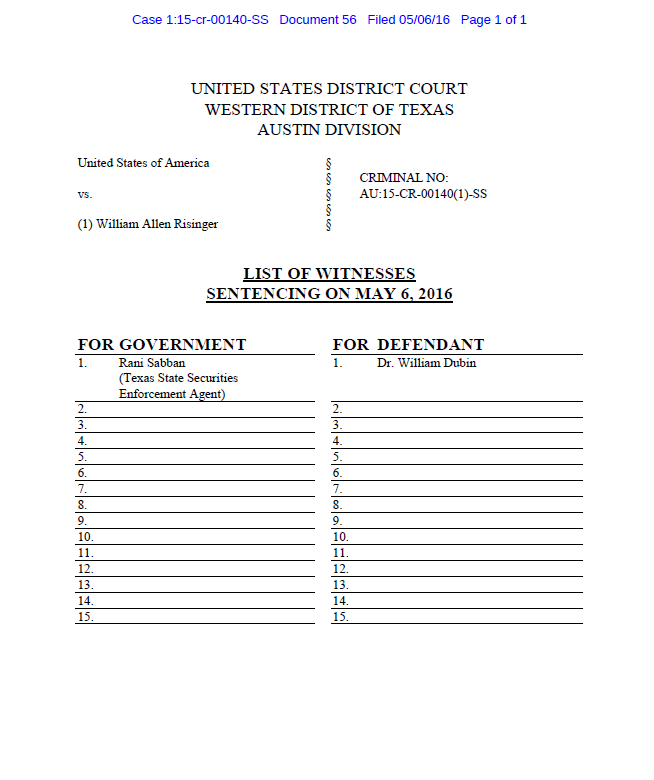 Case 1:15-cr-00140-SS Document 56 Filed 05/06/16 Page 1 of 1
UNITED STATES DISTRICT COURT
WESTERN DISTRICT OF TEXAS
AUSTIN DIVISION
United States of America §
§ CRIMINAL NO:
vs. § AU:15-CR-00140(1)-SS
§
(1) William Allen Risinger §
LIST OF WITNESSES
SENTENCING ON MAY 6, 2016
FOR GOVERNMENT FOR DEFENDANT
1. Rani Sabban 1. Dr. William Dubin
(Texas State Securities
Enforcement Agent)
2. 2.
3. 3.
4. 4.
5. 5.
6. 6.
7. 7.
8. 8.
9. 9.
10. 10.
11. 11.
12. 12.
13. 13.
14. 14.
15. 15.